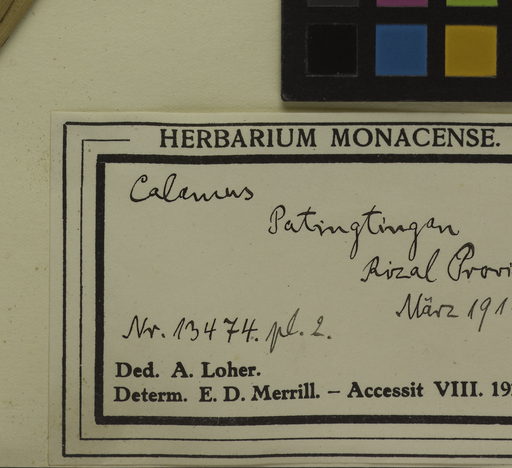 HERBARIUM MONACENSE.
Calamus
Patingtingan
Rizal Provi
März 191
Nr. 13474. pl. 2.
Ded. A. Loher.
Determ. E. D. Merrill. – Accessit VIII. 19